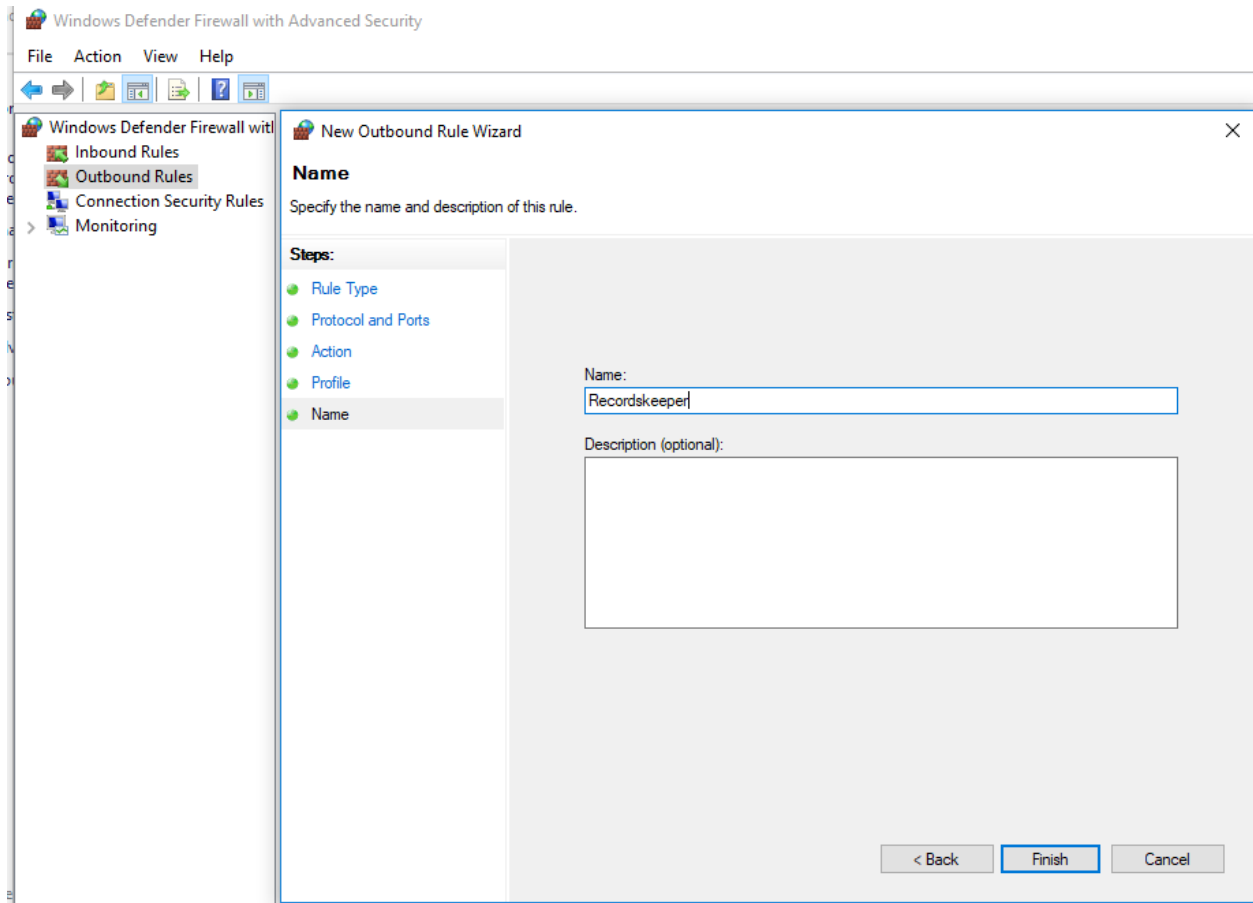 Windows Defender Firewall with Advanced Security
File Action View Help
Windows Defender Firewall witl
Inbound Rules
Outbound Rules
Connection Security Rules
Monitoring
New Outbound Rule Wizard
Name
Specify the name and description of this rule.
Steps:
Rule Type
Protocol and Ports
Action
Profile
Name
Name:
Recordskeeper
Description (optional):
< Back Finish Cancel